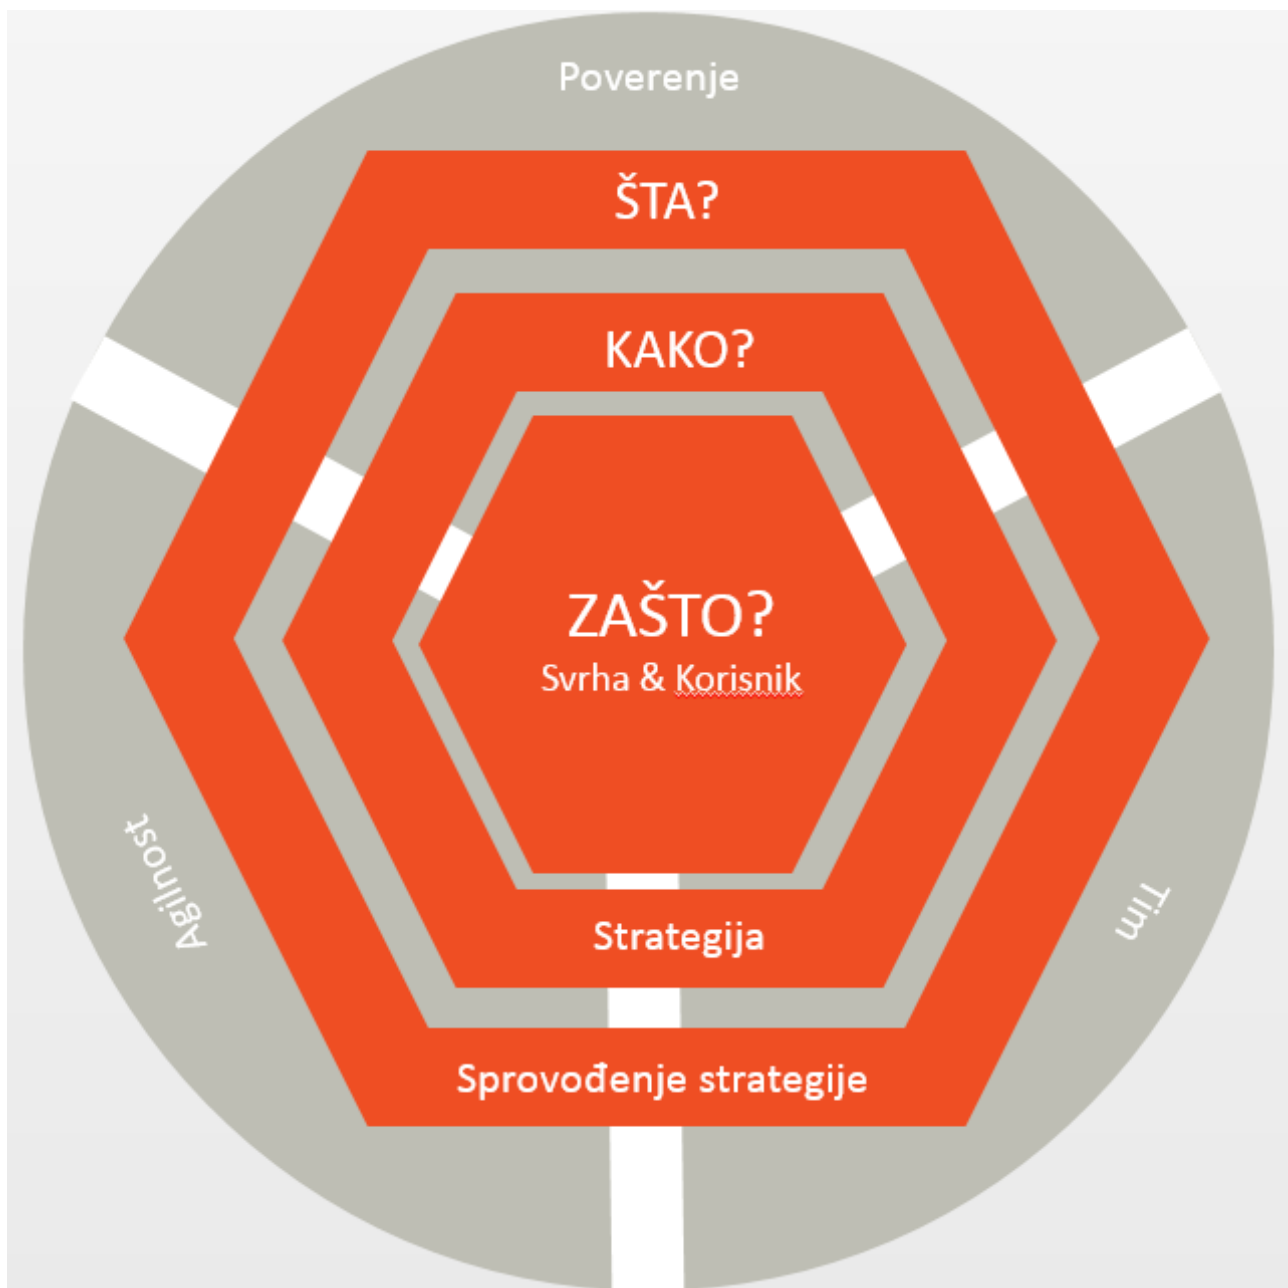 Poverenje
ŠTA?
KAKO?
ZAŠTO?
Svrha & Korisnik
Agilnost
Tim
Strategija
Sprovođenje strategije